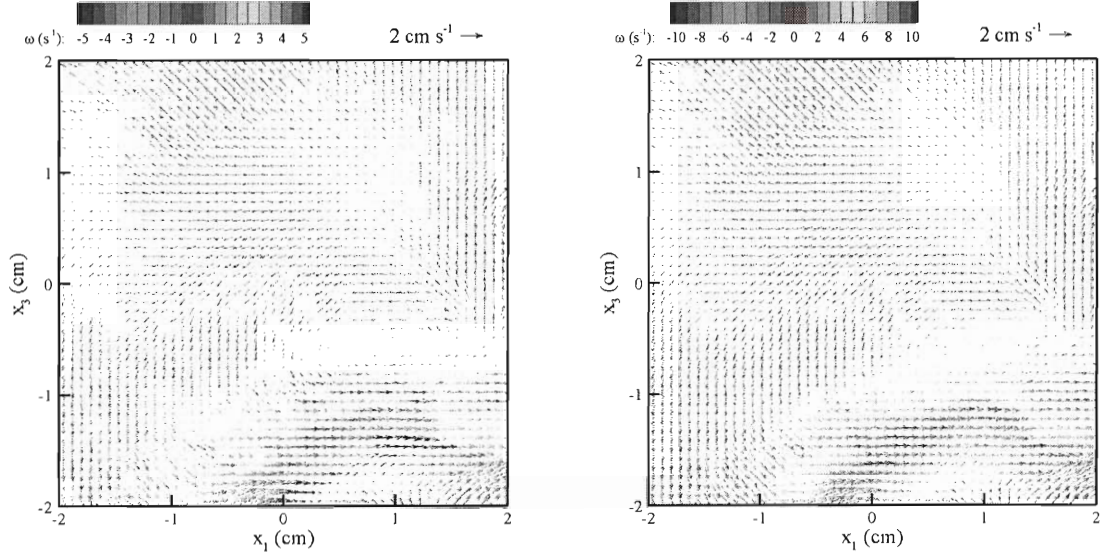 ω (s⁻¹): -5 -4 -3 -2 -1 0 1 2 3 4 5 2 cm s⁻¹ →
2
1
0
-1
-2
x₃ (cm)
-2 -1 0 1 2
x₁ (cm)
ω (s⁻¹): -10 -8 -6 -4 -2 0 2 4 6 8 10 2 cm s⁻¹ →
2
1
0
-1
-2
x₃ (cm)
-2 -1 0 1 2
x₁ (cm)